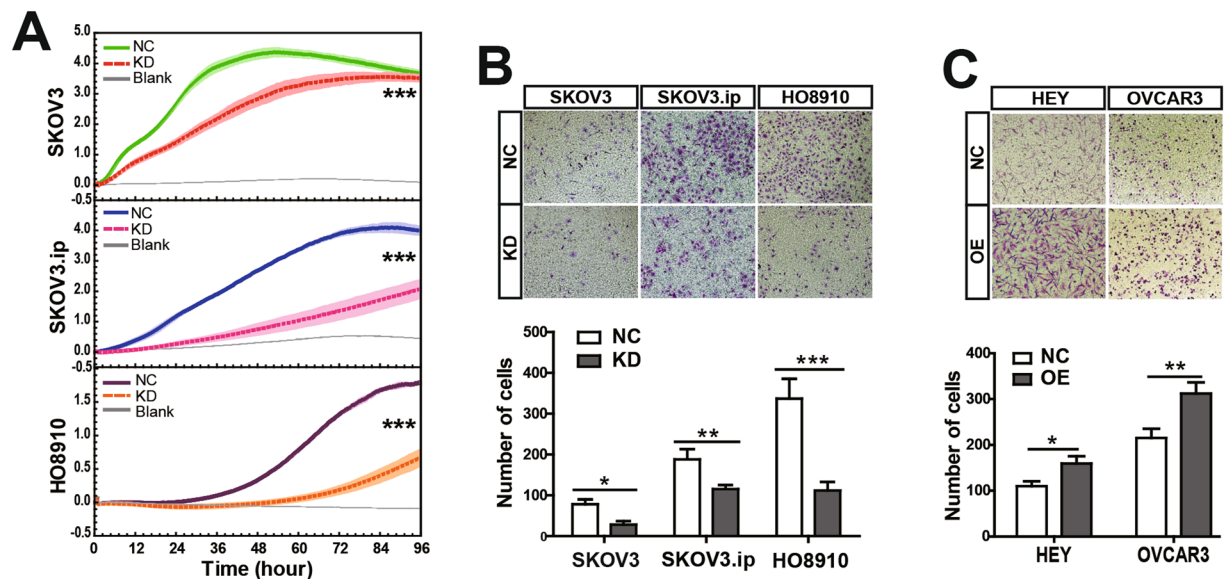 A
SKOV3
5.0
4.0
3.0
2.0
1.0
0.0
-0.5
NC
KD
Blank
***
SKOV3.ip
4.0
2.0
1.0
0.0
-0.5
NC
KD
Blank
***
HO8910
1.5
1.0
0.5
0.0
-0.5
NC
KD
Blank
***
0 12 24 36 48 60 72 84 96
Time (hour)
B
SKOV3 SKOV3.ip HO8910
NC
KD
Number of cells
500
400
300
200
100
0
NC
KD
* ** ***
SKOV3 SKOV3.ip HO8910
C
HEY OVCAR3
NC
OE
Number of cells
400
300
200
100
0
NC
OE
* **
HEY OVCAR3